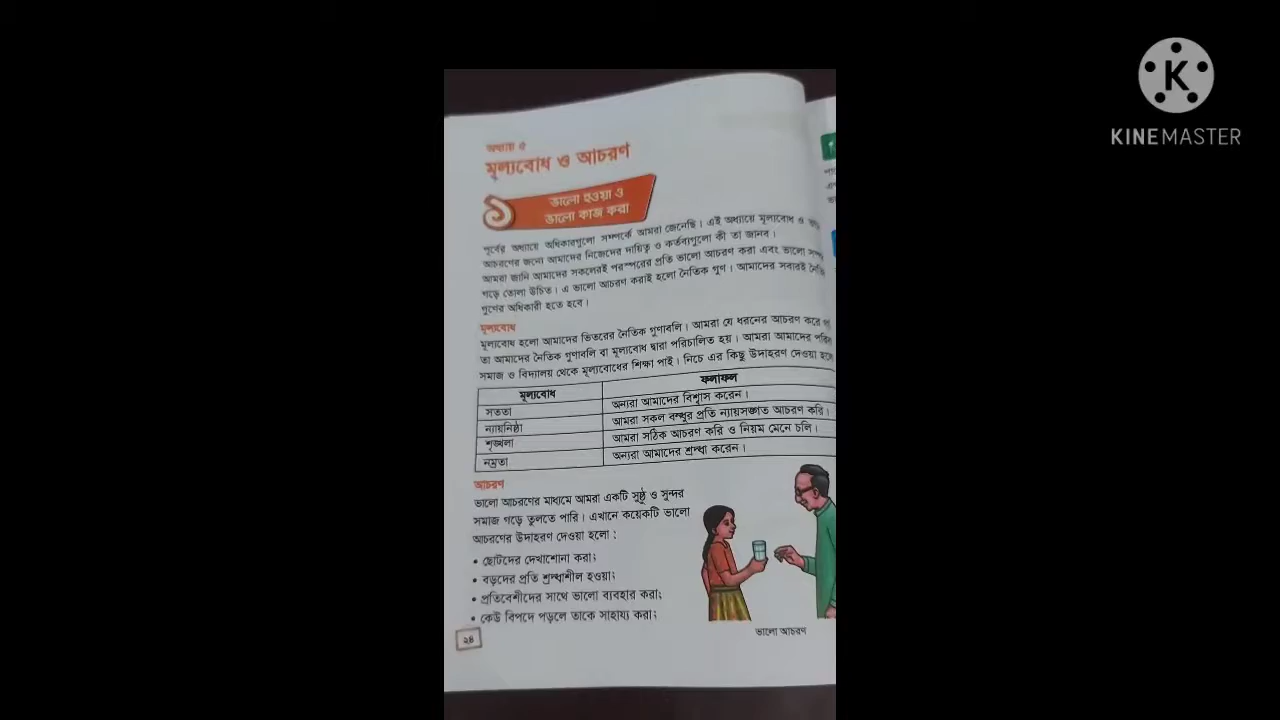 অধ্যায় ৫
মূল্যবোধ ও আচরণ
১
ভালো হওয়া ও
ভালো কাজ করা
পূর্বের অধ্যায়ে অধিকারগুলো সম্পর্কে আমরা জেনেছি। এই অধ্যায়ে মূল্যবোধ ও
আচরণের জন্যে আমাদের নিজেদের দায়িত্ব ও কর্তব্যগুলো কী তা জানব।
আমরা জানি আমাদের সকলেরই পরস্পরের প্রতি ভালো আচরণ করা এবং ভালো
গড়ে তোলা উচিত। এ ভালো আচরণ করাই হলো নৈতিক গুণ। আমাদের সবারই
গুণের অধিকারী হতে হবে।
মূল্যবোধ
মূল্যবোধ হলো আমাদের ভিতরের নৈতিক গুণাবলি। আমরা যে ধরনের আচরণ করে
তা আমাদের নৈতিক গুণাবলি বা মূল্যবোধ দ্বারা পরিচালিত হয়। আমরা আমাদের
সমাজ ও বিদ্যালয় থেকে মূল্যবোধের শিক্ষা পাই। নিচে এর কিছু উদাহরণ দেওয়া
মূল্যবোধ ফলাফল
সততা অন্যরা আমাদের বিশ্বাস করেন।
ন্যায়নিষ্ঠা আমরা সকল বন্ধুর প্রতি ন্যায়সঙ্গত আচরণ করি।
শৃঙ্খলা আমরা সঠিক আচরণ করি ও নিয়ম মেনে চলি।
নম্রতা অন্যরা আমাদের শ্রদ্ধা করেন।
আচরণ
ভালো আচরণের মাধ্যমে আমরা একটি সুষ্ঠু ও সুন্দর
সমাজ গড়ে তুলতে পারি। এখানে কয়েকটি ভালো
আচরণের উদাহরণ দেওয়া হলো :
• ছোটদের দেখাশোনা করা;
• বড়দের প্রতি শ্রদ্ধাশীল হওয়া;
• প্রতিবেশীদের সাথে ভালো ব্যবহার করা;
• কেউ বিপদে পড়লে তাকে সাহায্য করা;
ভালো আচরণ
২৪
K
KINEMASTER